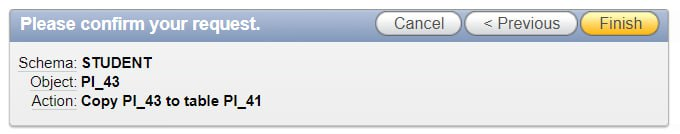 Please confirm your request. Cancel < Previous Finish
Schema: STUDENT
Object: PI_43
Action: Copy PI_43 to table PI_41